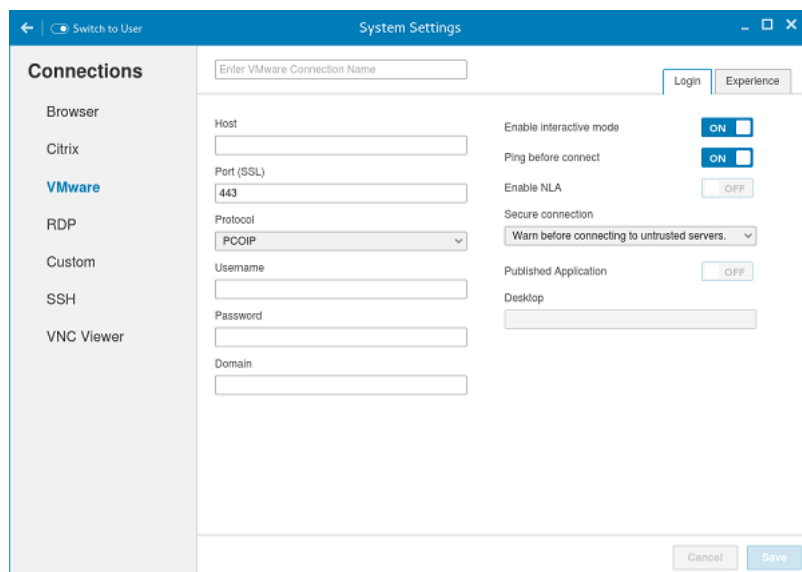 Switch to User
System Settings
Connections
Browser
Citrix
VMware
RDP
Custom
SSH
VNC Viewer
Enter VMware Connection Name
Login
Experience
Host
Port (SSL)
443
Protocol
PCOIP
Username
Password
Domain
Enable interactive mode
ON
Ping before connect
ON
Enable NLA
OFF
Secure connection
Warn before connecting to untrusted servers.
Published Application
OFF
Desktop
Cancel
Save